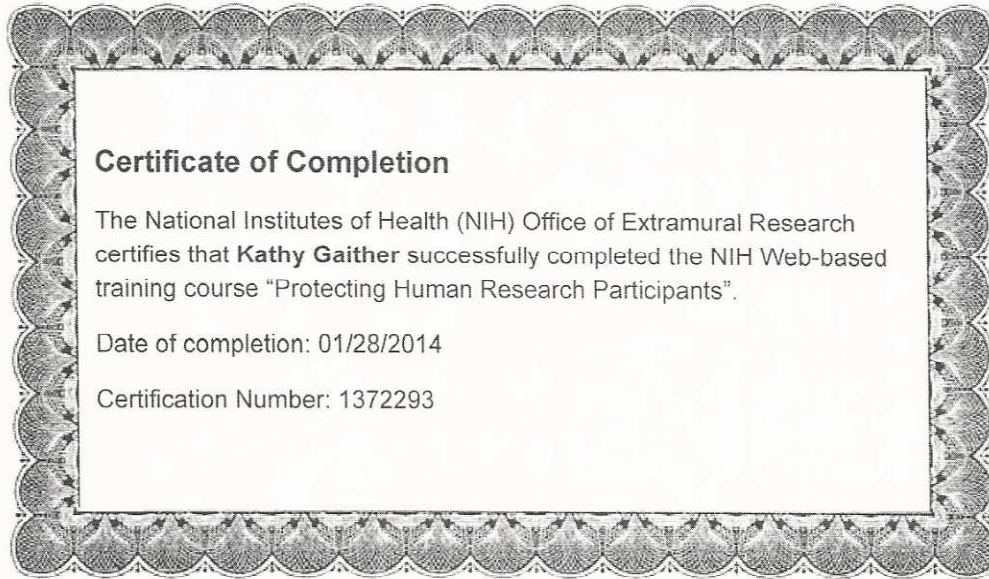 Certificate of Completion
The National Institutes of Health (NIH) Office of Extramural Research
certifies that Kathy Gaither successfully completed the NIH Web-based
training course “Protecting Human Research Participants”.
Date of completion: 01/28/2014
Certification Number: 1372293